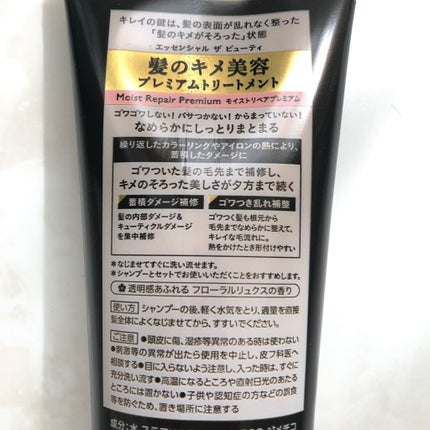 キレイの鍵は、髪の表面が乱れなく整った
「髪のキメがそろった」状態
エッセンシャル ザ ビューティ
髪のキメ美容
プレミアムトリートメント
Moist Repair Premium モイストリペアプレミアム
ゴワゴワしない!パサつかない!からまっていない!
なめらかにしっとりまとまる
繰り返したカラーリングやアイロンの熱により、
蓄積したダメージに
ゴワついた髪の毛先まで補修し、
キメのそろった美しさが夕方まで続く
蓄積ダメージ補修 ゴワつき乱れ補整
髪の内部ダメージ& ゴワつく髪も根元から
キューティクルダメージ 毛先までなめらかに整えて、
を集中補修 キレイな毛流れに。
熱をかけたとき形付けやすい
*なじませてすぐに洗い流せます。
*シャンプーとセットでお使いいただくことをおすすめします。
透明感あふれる フローラルリュクスの香り
使い方 シャンプーの後、軽く水気をとり、適量を直接
髪全体によくなじませてから、すすいでください。
ご注意 ●頭皮に傷、湿疹等異常のある時は使わない
●刺激等の異常が出たら使用を中止し、皮フ科医へ
相談する●目に入らないよう注意し、入った時は、すぐに
充分洗い流す●高温になるところや直射日光のあたる
ところには置かない●子供や認知症の方などの誤食
等を防ぐため、置き場所に注意する
成分:水、